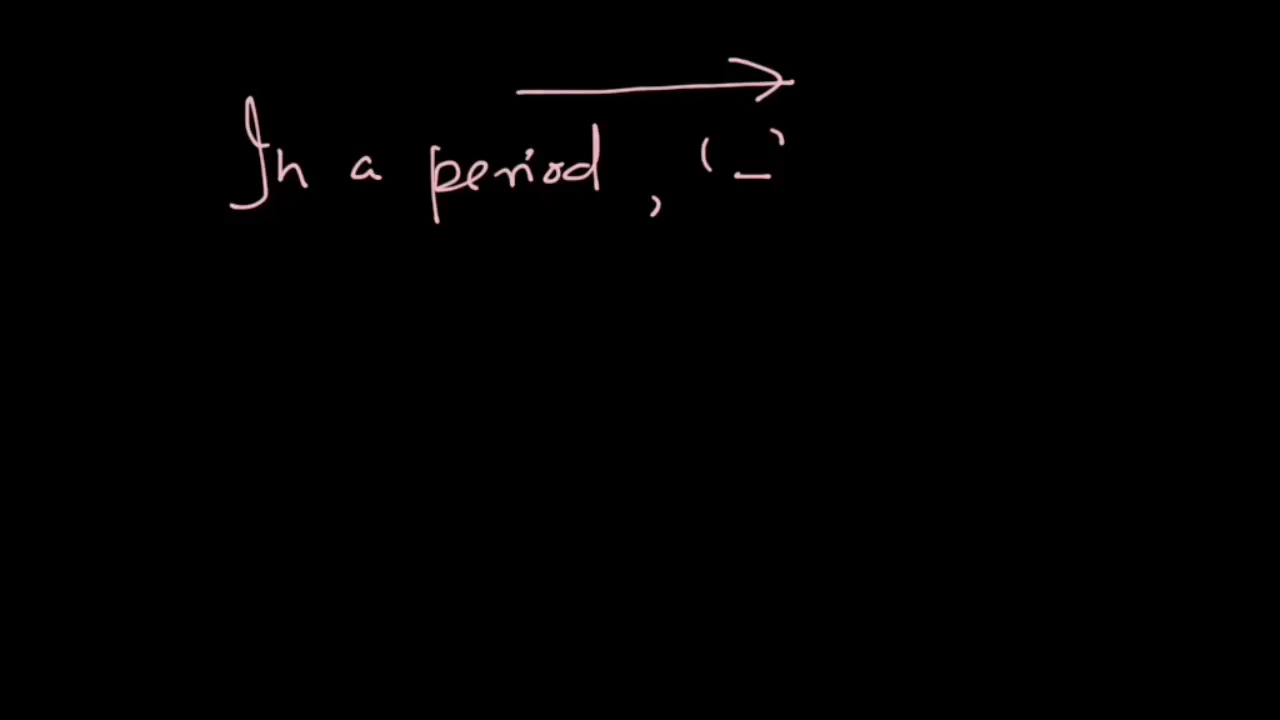 In a period, (-)